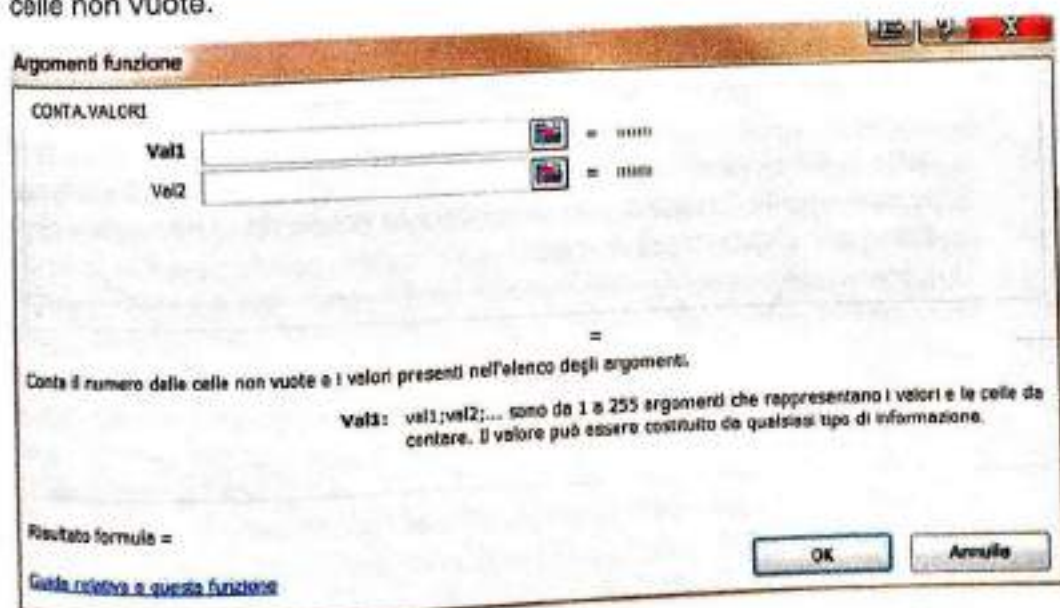 celle non vuote.
Argomenti funzione
CONTA.VALORI
Val1 = num
Val2 = num
=
Conta il numero delle celle non vuote e i valori presenti nell'elenco degli argomenti.
Val1: val1;val2;... sono da 1 a 255 argomenti che rappresentano i valori e le celle da
contare. Il valore può essere costituito da qualsiasi tipo di informazione.
Risultato formula =
OK Annulla
Guida relativa a questa funzione